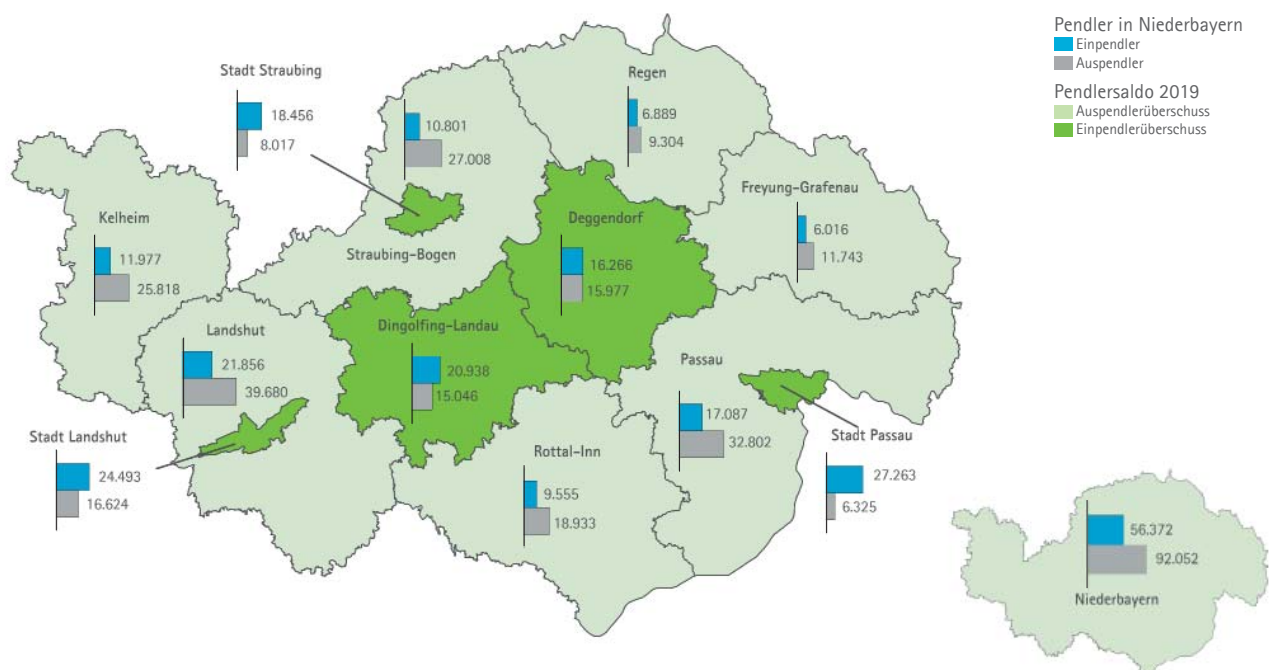 Pendler in Niederbayern
Einpendler
Auspendler
Pendlersaldo 2019
Auspendlerüberschuss
Einpendlerüberschuss
Stadt Straubing
18.456
8.017
10.801
27.008
Straubing-Bogen
Regen
6.889
9.304
Freyung-Grafenau
6.016
11.743
Kelheim
11.977
25.818
Deggendorf
16.266
15.977
Landshut
21.856
39.680
Dingolfing-Landau
20.938
15.046
Passau
17.087
32.802
Stadt Landshut
24.493
16.624
Rottal-Inn
9.555
18.933
Stadt Passau
27.263
6.325
56.372
92.052
Niederbayern